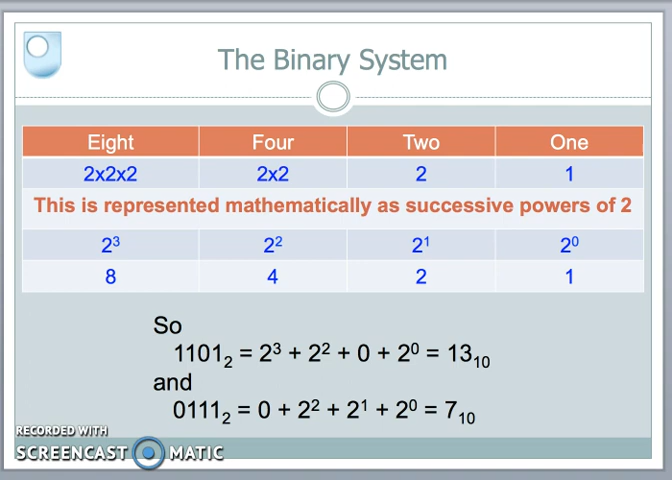 The Binary System
Eight Four Two One
2x2x2 2x2 2 1
This is represented mathematically as successive powers of 2
2³ 2² 2¹ 2⁰
8 4 2 1
So
1101₂ = 2³ + 2² + 0 + 2⁰ = 13₁₀
and
0111₂ = 0 + 2² + 2¹ + 2⁰ = 7₁₀
RECORDED WITH
SCREENCAST MATIC